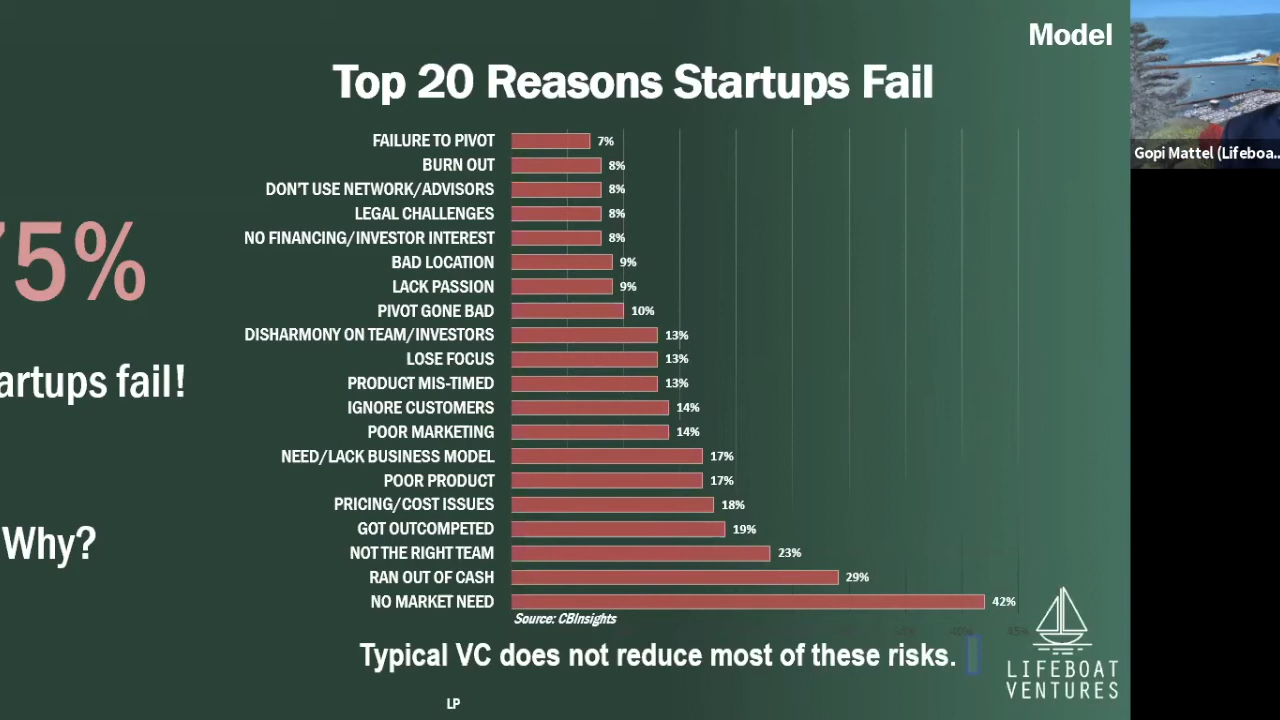 Model
Top 20 Reasons Startups Fail
Gopi Mattel (Lifeboa...
FAILURE TO PIVOT 7%
BURN OUT 8%
DON'T USE NETWORK/ADVISORS 8%
LEGAL CHALLENGES 8%
NO FINANCING/INVESTOR INTEREST 8%
BAD LOCATION 9%
LACK PASSION 9%
PIVOT GONE BAD 10%
DISHARMONY ON TEAM/INVESTORS 13%
LOSE FOCUS 13%
PRODUCT MIS-TIMED 13%
IGNORE CUSTOMERS 14%
POOR MARKETING 14%
NEED/LACK BUSINESS MODEL 17%
POOR PRODUCT 17%
PRICING/COST ISSUES 18%
GOT OUTCOMPETED 19%
NOT THE RIGHT TEAM 23%
RAN OUT OF CASH 29%
NO MARKET NEED 42%
75%
artups fail!
Why?
Source: CBInsights
40% 45%
Typical VC does not reduce most of these risks.
LIFEBOAT
VENTURES
LP